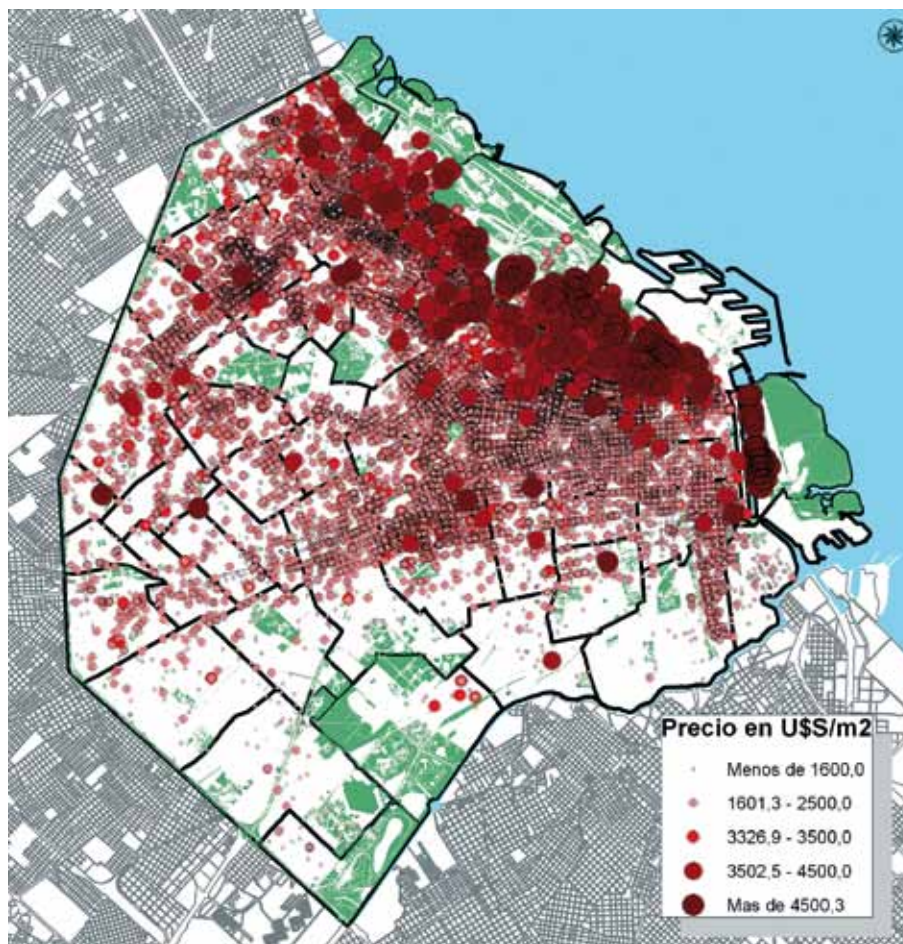 Precio en U$S/m2
Menos de 1600,0
1601,3 - 2500,0
3326,9 - 3500,0
3502,5 - 4500,0
Mas de 4500,3